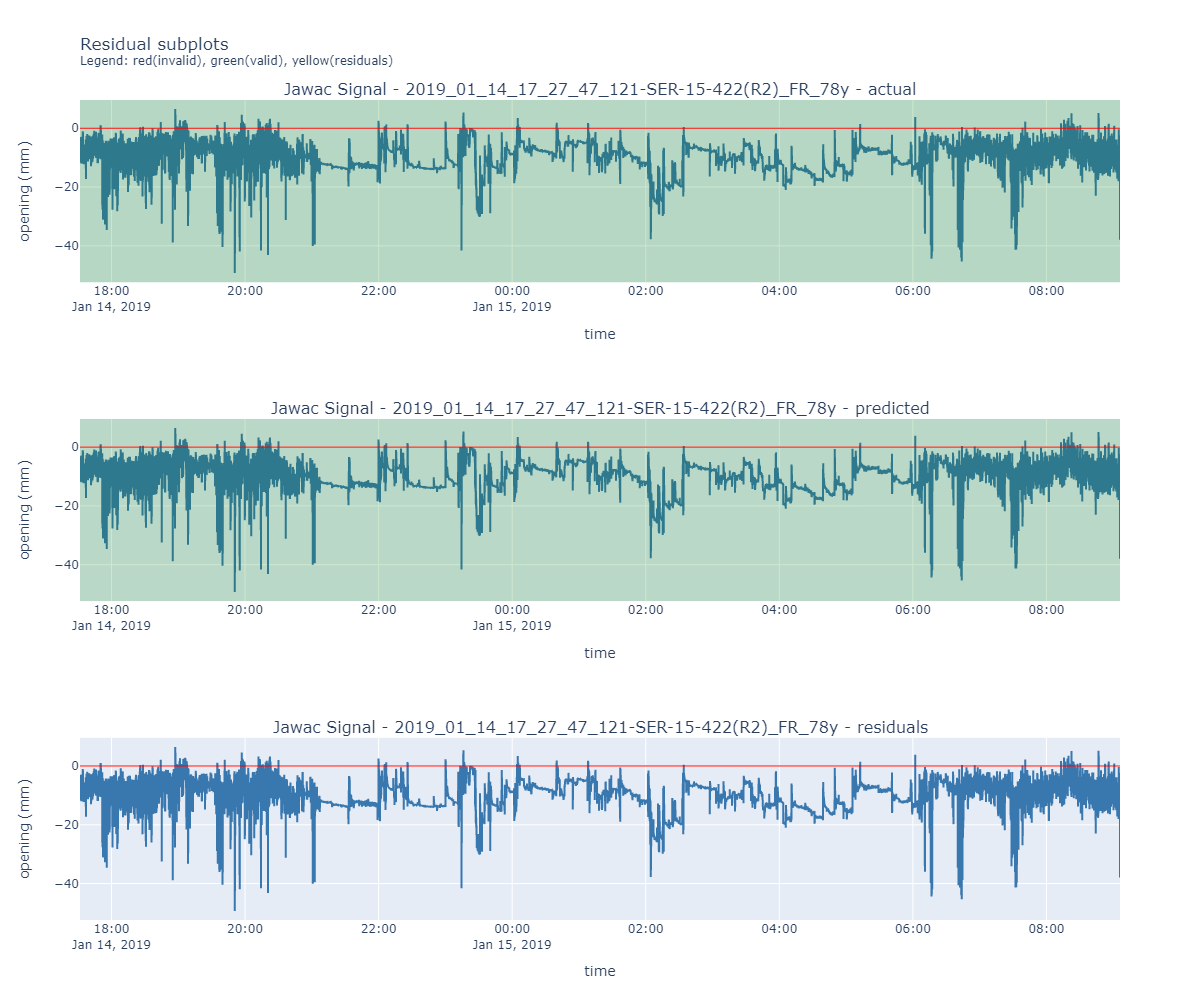 Residual subplots
Legend: red(invalid), green(valid), yellow(residuals)
Jawac Signal - 2019_01_14_17_27_47_121-SER-15-422(R2)_FR_78y - actual
0
−20
−40
opening (mm)
18:00 20:00 22:00 00:00 02:00 04:00 06:00 08:00
Jan 14, 2019 Jan 15, 2019
time
Jawac Signal - 2019_01_14_17_27_47_121-SER-15-422(R2)_FR_78y - predicted
0
−20
−40
opening (mm)
18:00 20:00 22:00 00:00 02:00 04:00 06:00 08:00
Jan 14, 2019 Jan 15, 2019
time
Jawac Signal - 2019_01_14_17_27_47_121-SER-15-422(R2)_FR_78y - residuals
0
−20
−40
opening (mm)
18:00 20:00 22:00 00:00 02:00 04:00 06:00 08:00
Jan 14, 2019 Jan 15, 2019
time